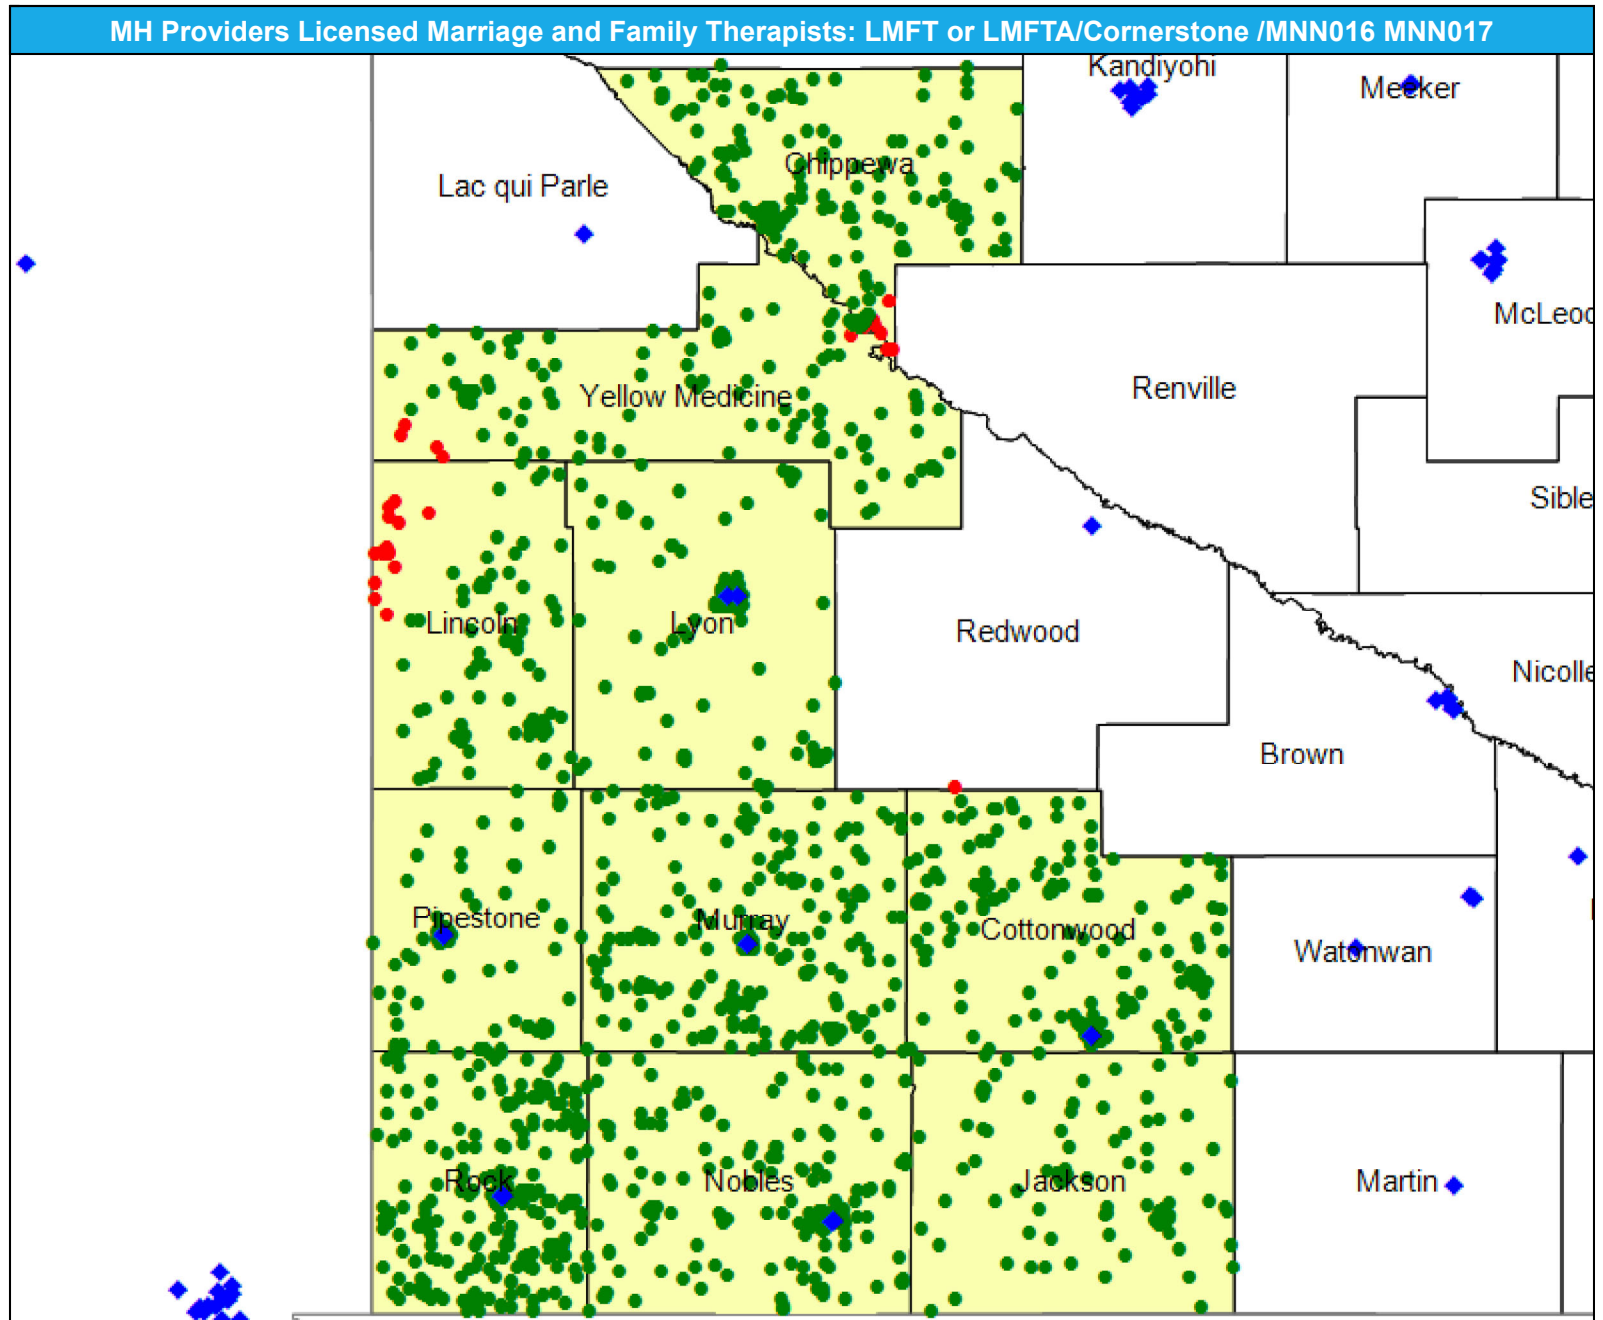 MH Providers Licensed Marriage and Family Therapists: LMFT or LMFTA/Cornerstone /MNN016 MNN017
Kandiyohi
Meeker
Chippewa
Lac qui Parle
McLeod
Renville
Yellow Medicine
Sible
Lincoln
Lyon
Redwood
Nicolle
Brown
Pipestone
Murray
Cottonwood
Watonwan
Rock
Nobles
Jackson
Martin